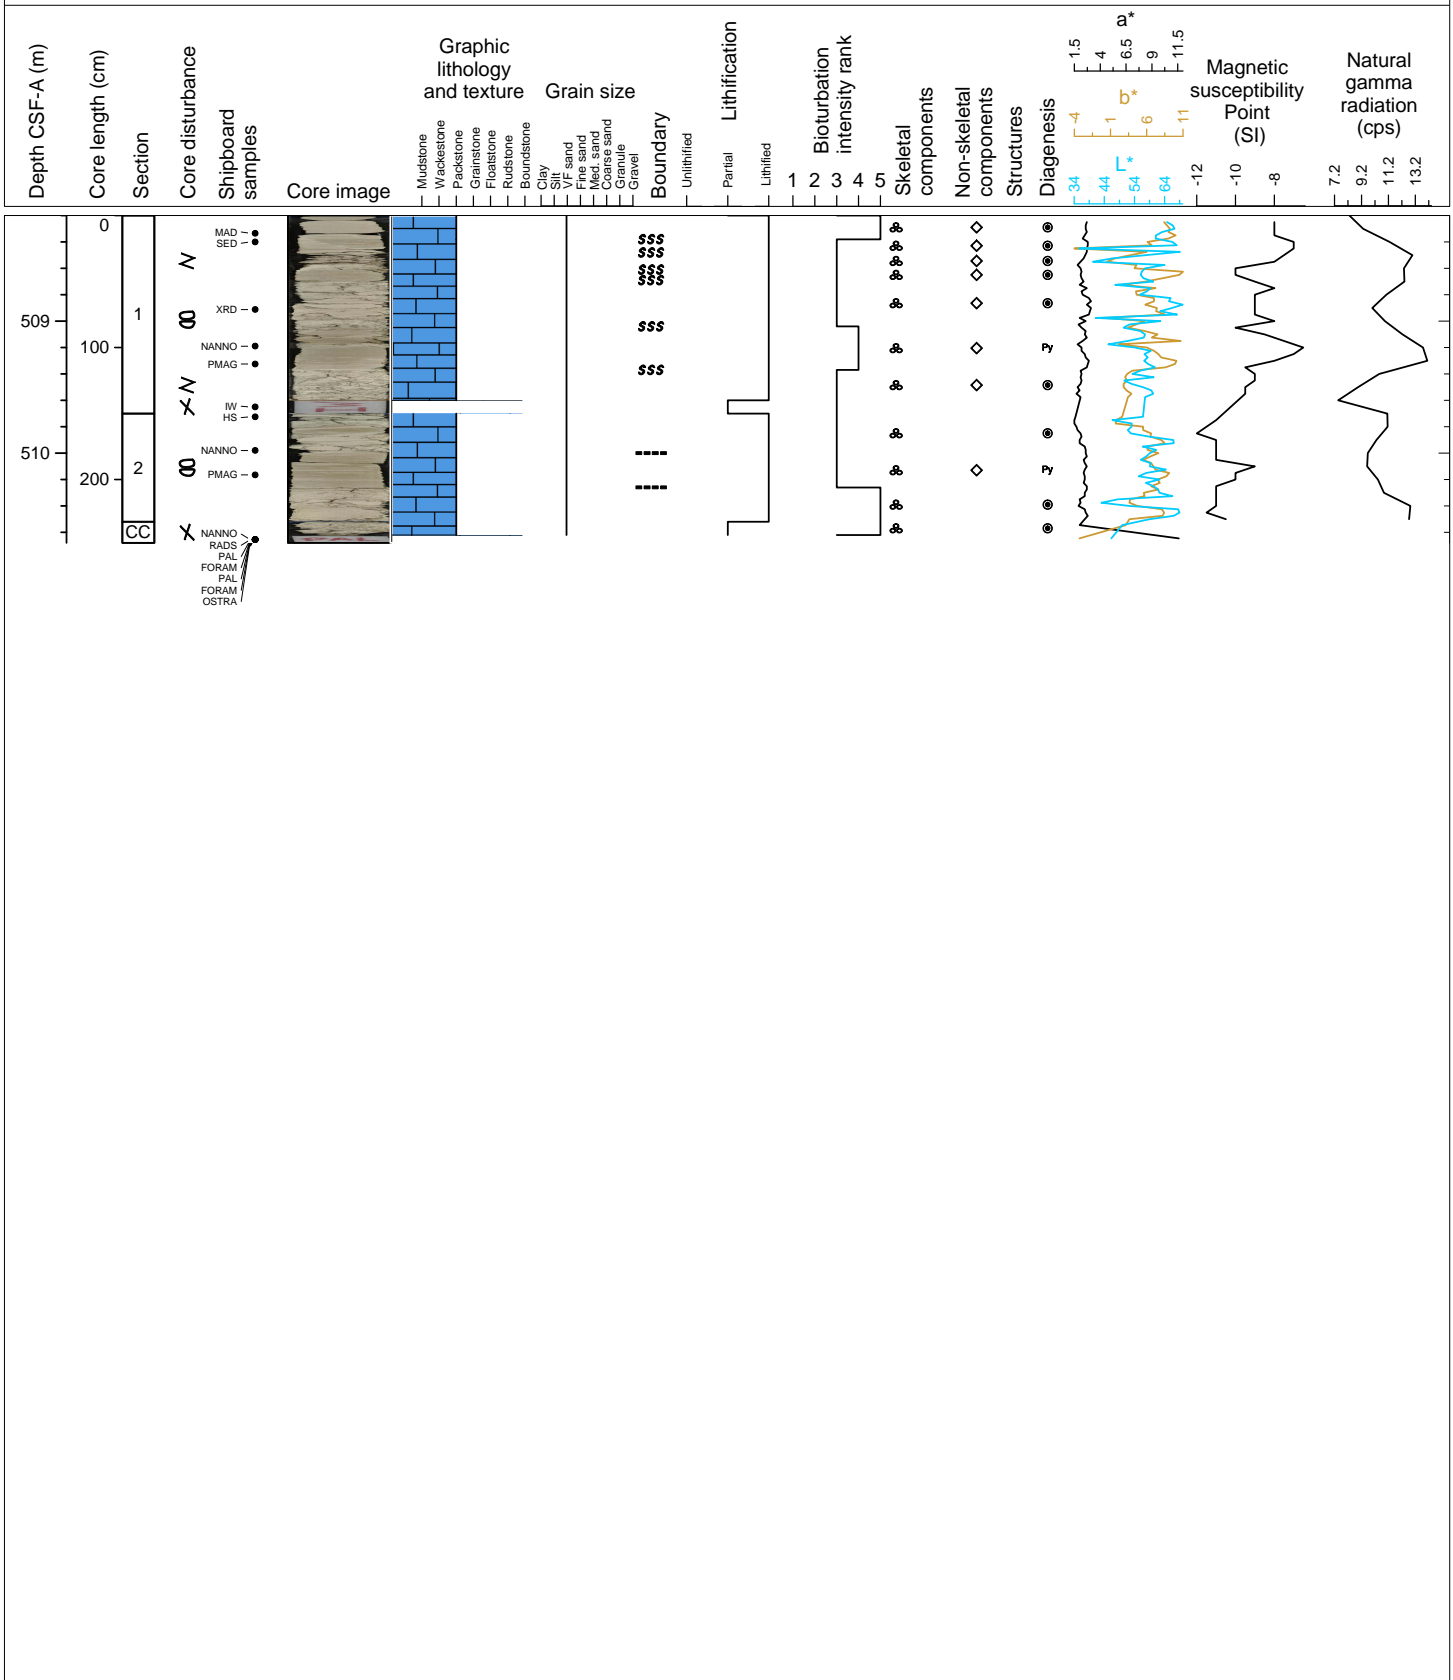 Depth CSF-A (m)
Core length (cm)
Section
Core disturbance
Shipboard
samples
Core image
Graphic
lithology
and texture
Mudstone
Wackestone
Packstone
Grainstone
Floatstone
Rudstone
Boundstone
Grain size
Clay
Silt
VF sand
Fine sand
Med. sand
Coarse sand
Granule
Gravel
Boundary
Lithification
Unlithified
Partial
Lithified
Bioturbation
intensity rank
1 2 3 4 5
Skeletal
components
Non-skeletal
components
Structures
Diagenesis
a*
1.5 4 6.5 9 11.5
b*
-4 1 6 11
L*
34 44 54 64
Magnetic
susceptibility
Point
(SI)
-12 -10 -8
Natural
gamma
radiation
(cps)
7.2 9.2 11.2 13.2
0
MAD
SED
XRD
1
509
100
NANNO
PMAG
Py
IW
HS
NANNO
510
2
PMAG
Py
200
CC
NANNO
RADS
PAL
FORAM
PAL
FORAM
OSTRA